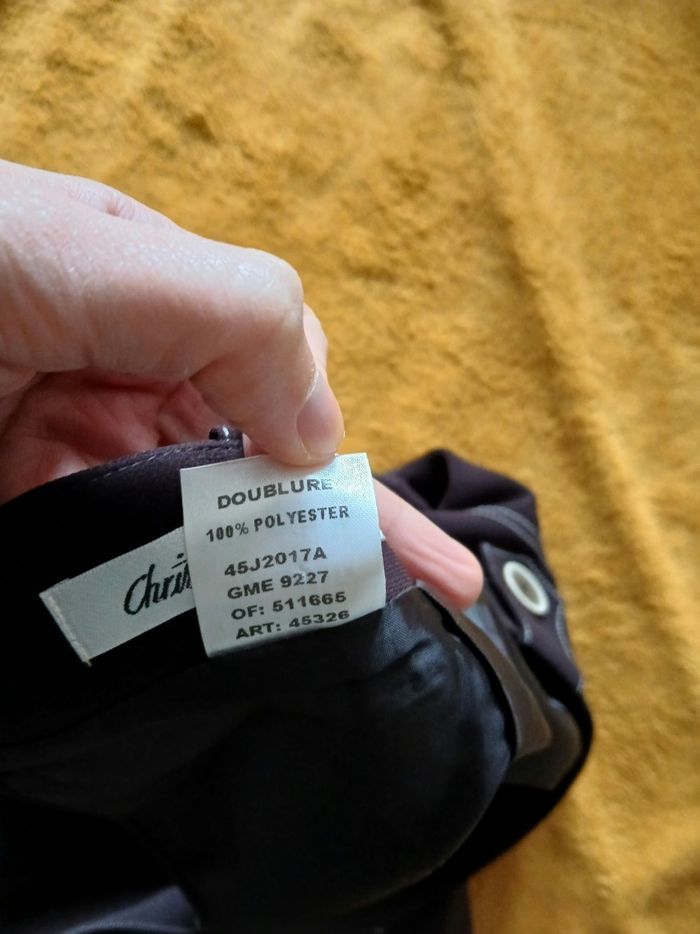 DOUBLURE
100% POLYESTER
45J2017A
GME 9227
OF: 511665
ART: 45326